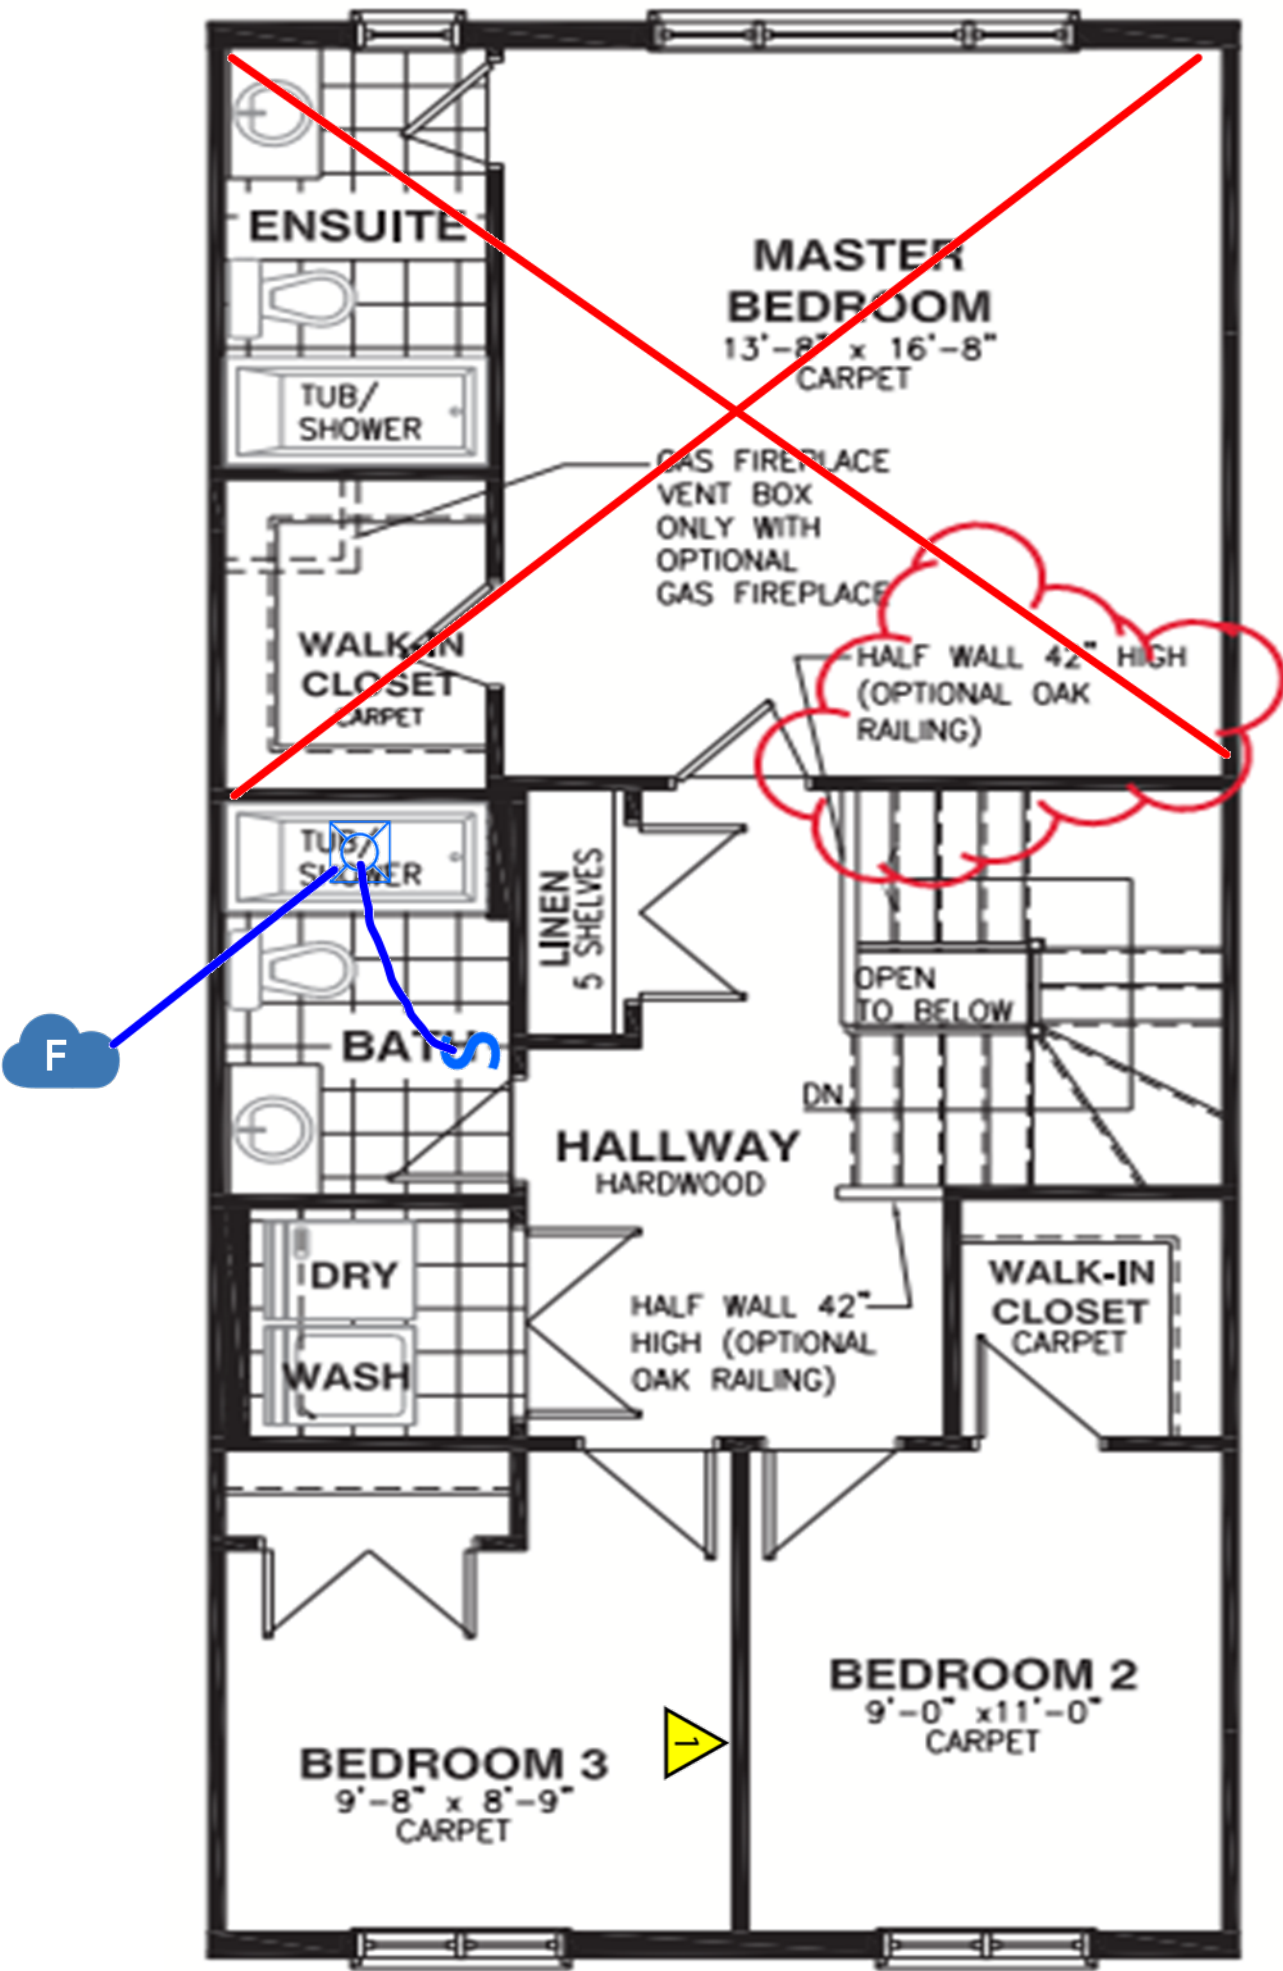 ENSUITE
TUB/
SHOWER
MASTER
BEDROOM
13'-8" x 16'-8"
CARPET
GAS FIREPLACE
VENT BOX
ONLY WITH
OPTIONAL
GAS FIREPLACE
WALK-IN
CLOSET
CARPET
HALF WALL 42" HIGH
(OPTIONAL OAK
RAILING)
TUB/
SHOWER
LINEN
5 SHELVES
OPEN
TO BELOW
F
BATH
S
DN
HALLWAY
HARDWOOD
DRY
WASH
HALF WALL 42"
HIGH (OPTIONAL
OAK RAILING)
WALK-IN
CLOSET
CARPET
BEDROOM 2
9'-0" x11'-0"
CARPET
1
BEDROOM 3
9'-8" x 8'-9"
CARPET